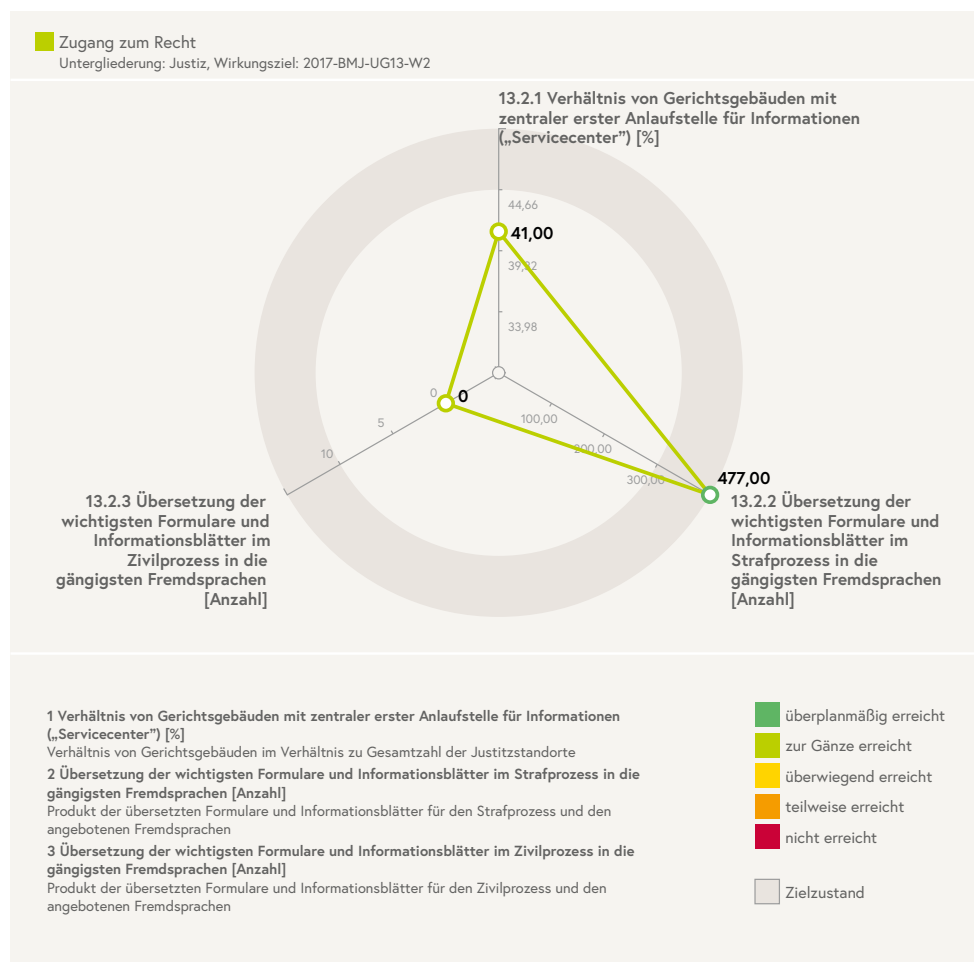 Zugang zum Recht
Untergliederung: Justiz, Wirkungsziel: 2017-BMJ-UG13-W2
13.2.1 Verhältnis von Gerichtsgebäuden mit
zentraler erster Anlaufstelle für Informationen
(„Servicecenter”) [%]
44,66
41,00
39,32
33,98
0
0
5
10
100,00
200,00
300,00
477,00
13.2.3 Übersetzung der
wichtigsten Formulare und
Informationsblätter im
Zivilprozess in die
gängigsten Fremdsprachen
[Anzahl]
13.2.2 Übersetzung der
wichtigsten Formulare und
Informationsblätter im
Strafprozess in die
gängigsten Fremdsprachen
[Anzahl]
1 Verhältnis von Gerichtsgebäuden mit zentraler erster Anlaufstelle für Informationen
(„Servicecenter”) [%]
Verhältnis von Gerichtsgebäuden im Verhältnis zu Gesamtzahl der Justitzstandorte
2 Übersetzung der wichtigsten Formulare und Informationsblätter im Strafprozess in die
gängigsten Fremdsprachen [Anzahl]
Produkt der übersetzten Formulare und Informationsblätter für den Strafprozess und den
angebotenen Fremdsprachen
3 Übersetzung der wichtigsten Formulare und Informationsblätter im Zivilprozess in die
gängigsten Fremdsprachen [Anzahl]
Produkt der übersetzten Formulare und Informationsblätter für den Zivilprozess und den
angebotenen Fremdsprachen
überplanmäßig erreicht
zur Gänze erreicht
überwiegend erreicht
teilweise erreicht
nicht erreicht
Zielzustand